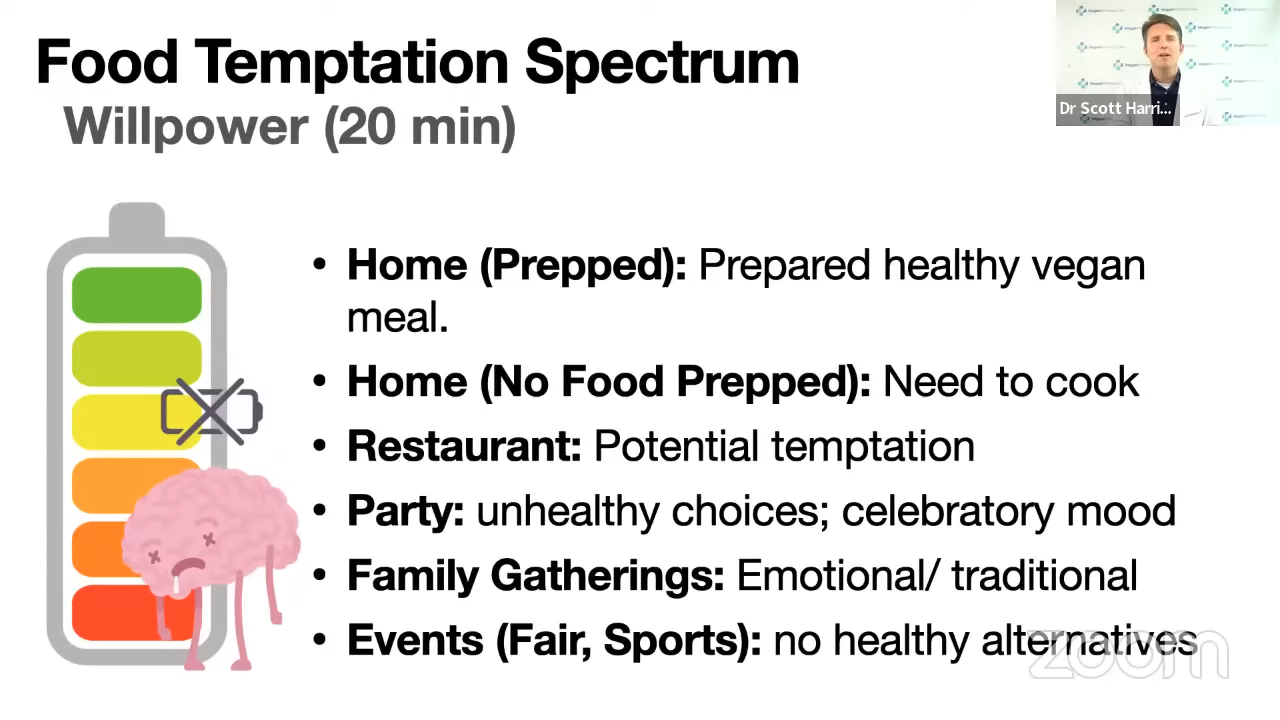 Food Temptation Spectrum
Willpower (20 min)
Dr Scott Harri...
• Home (Prepped): Prepared healthy vegan
meal.
• Home (No Food Prepped): Need to cook
• Restaurant: Potential temptation
• Party: unhealthy choices; celebratory mood
• Family Gatherings: Emotional/ traditional
• Events (Fair, Sports): no healthy alternatives
zoom